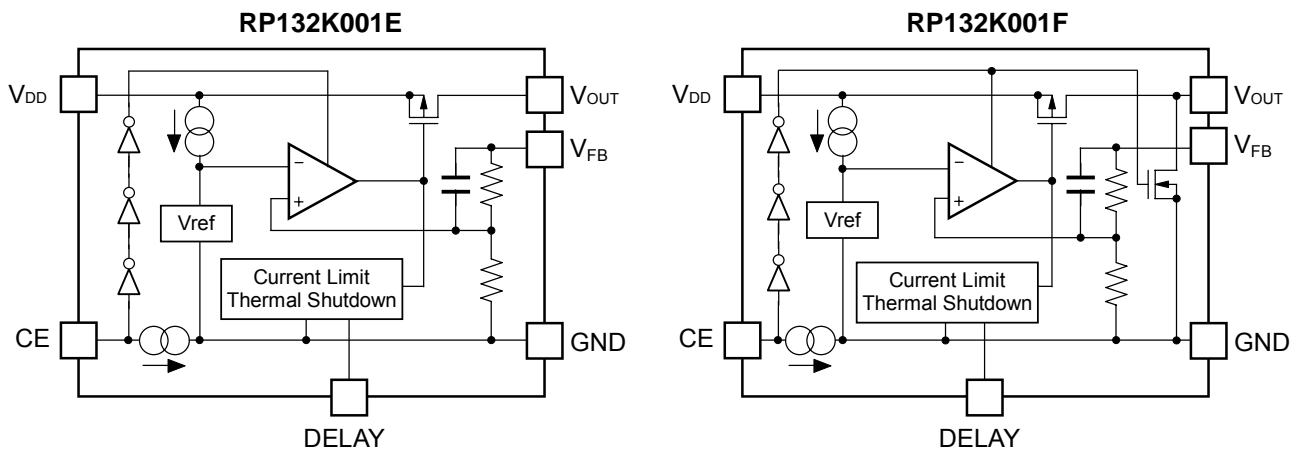 RP132K001E
VDD
VOUT
VFB
−
+
Vref
Current Limit
Thermal Shutdown
CE
GND
DELAY
RP132K001F
VDD
VOUT
VFB
−
+
Vref
Current Limit
Thermal Shutdown
CE
GND
DELAY